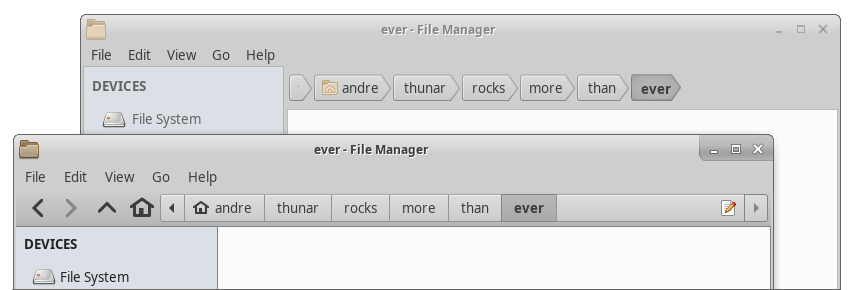 ever - File Manager
File Edit View Go Help
DEVICES
andre thunar rocks more than ever
File System
ever - File Manager
File Edit View Go Help
andre thunar rocks more than ever
DEVICES
File System